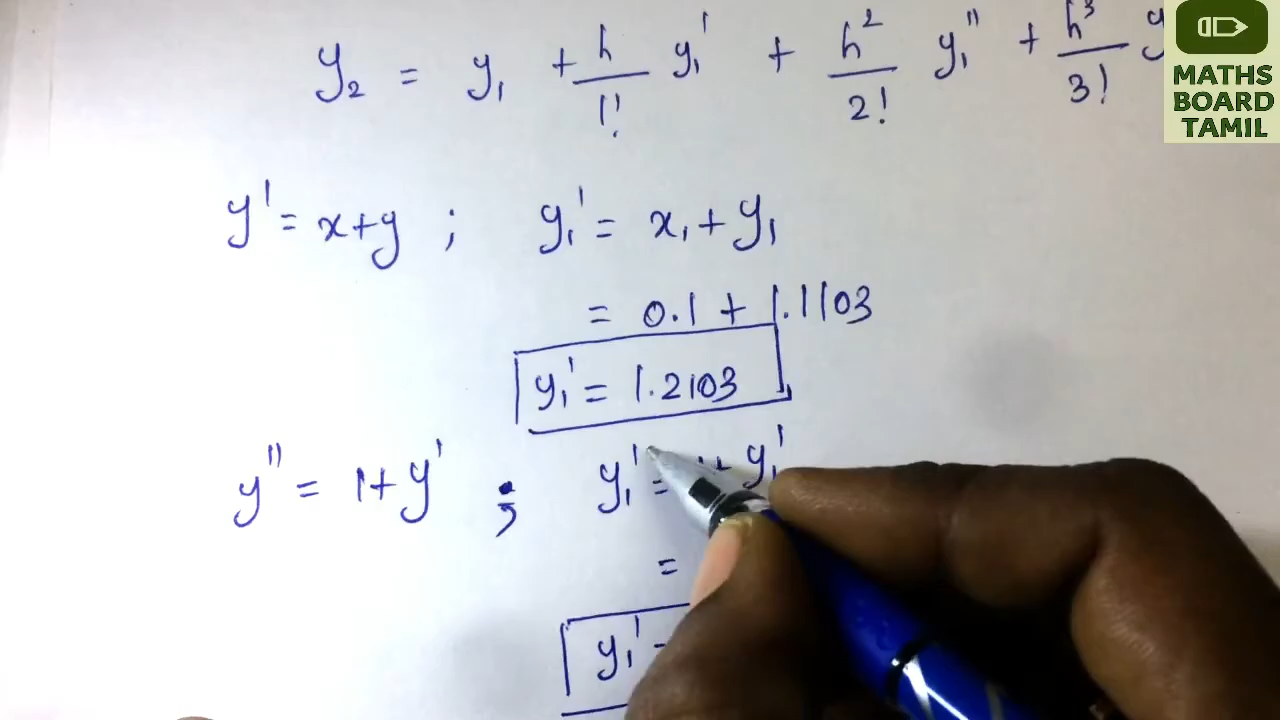 y₂ = y₁ + h/1! y₁' + h²/2! y₁'' + h³/3! y
MATHS
BOARD
TAMIL
y' = x+y ; y₁' = x₁ + y₁
= 0.1 + 1.1103
y₁' = 1.2103
y'' = 1+y' ; y₁' = + y₁'
=
y₁'